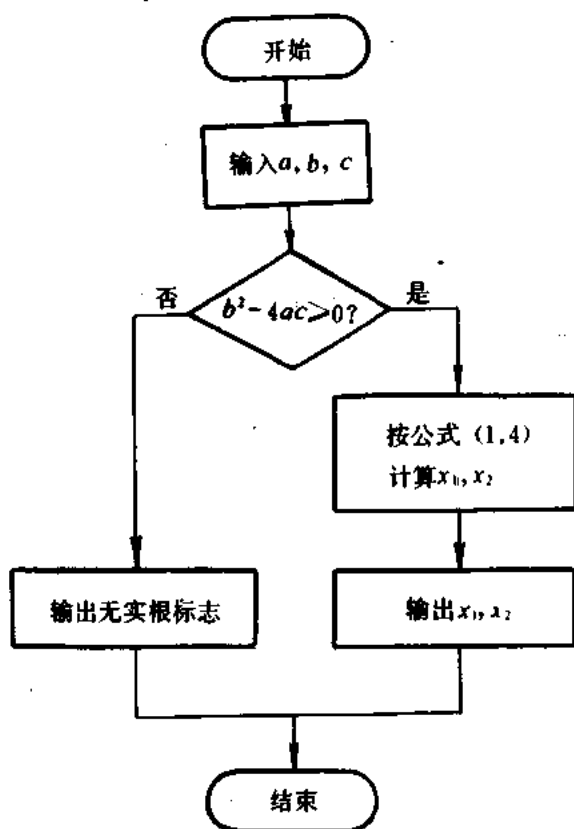 开始
输入a, b, c
b²-4ac≥0?
否
是
按公式 (1,4)
计算x₁, x₂
输出无实根标志
输出x₁, x₂
结束